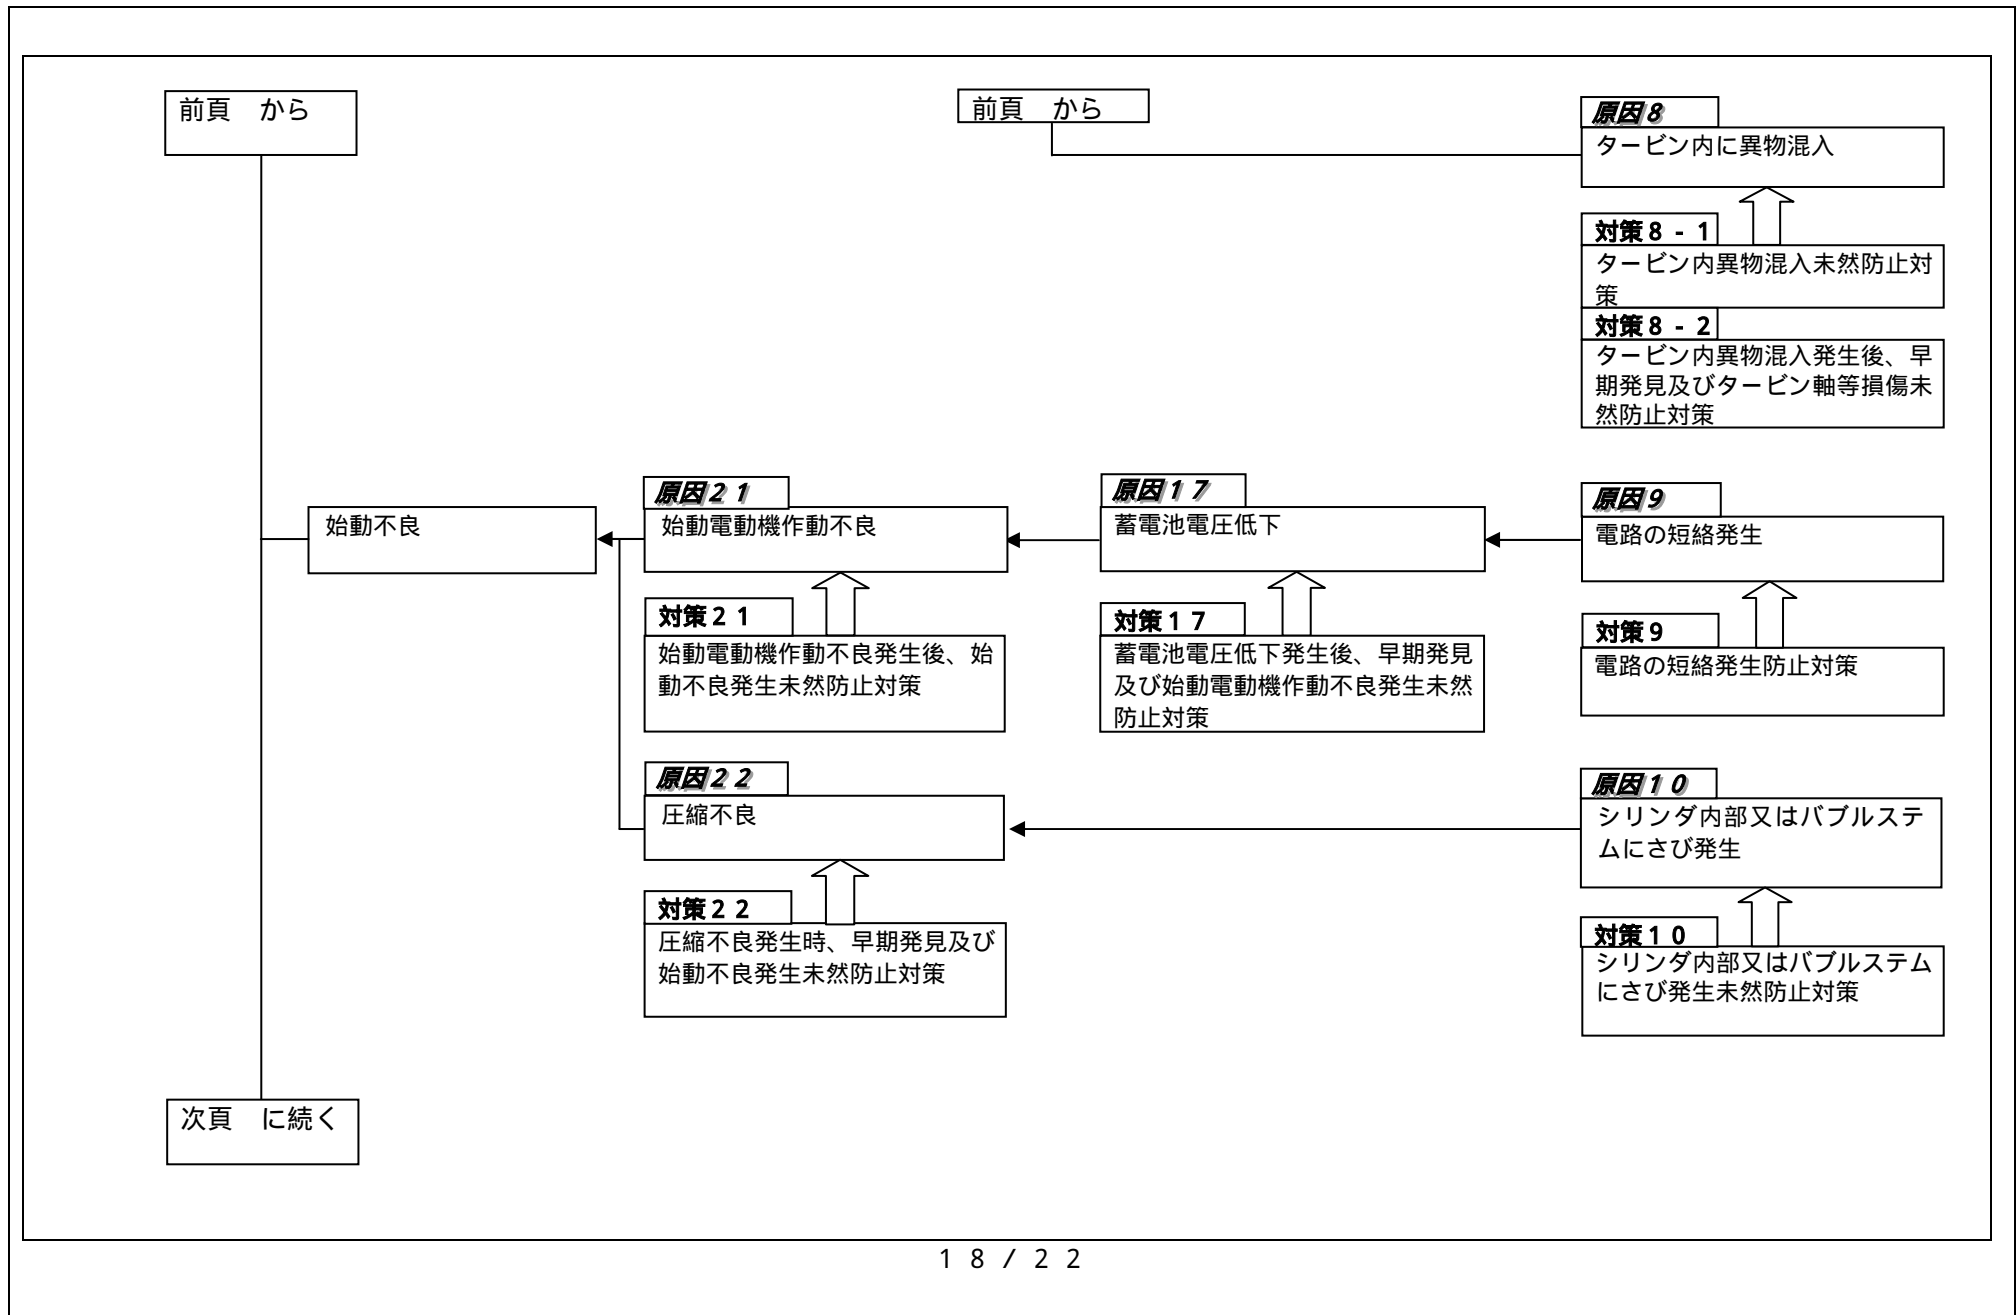 前頁　から
前頁　から
原因8
タービン内に異物混入
対策8-1
タービン内異物混入未然防止対
策
対策8-2
タービン内異物混入発生後、早
期発見及びタービン軸等損傷未
然防止対策
始動不良
原因21
始動電動機作動不良
対策21
始動電動機作動不良発生後、始
動不良発生未然防止対策
原因17
蓄電池電圧低下
対策17
蓄電池電圧低下発生後、早期発見
及び始動電動機作動不良発生未然
防止対策
原因9
電路の短絡発生
対策9
電路の短絡発生防止対策
原因22
圧縮不良
対策22
圧縮不良発生時、早期発見及び
始動不良発生未然防止対策
原因10
シリンダ内部又はバブルステ
ムにさび発生
対策10
シリンダ内部又はバブルステム
にさび発生未然防止対策
次頁　に続く
18/22